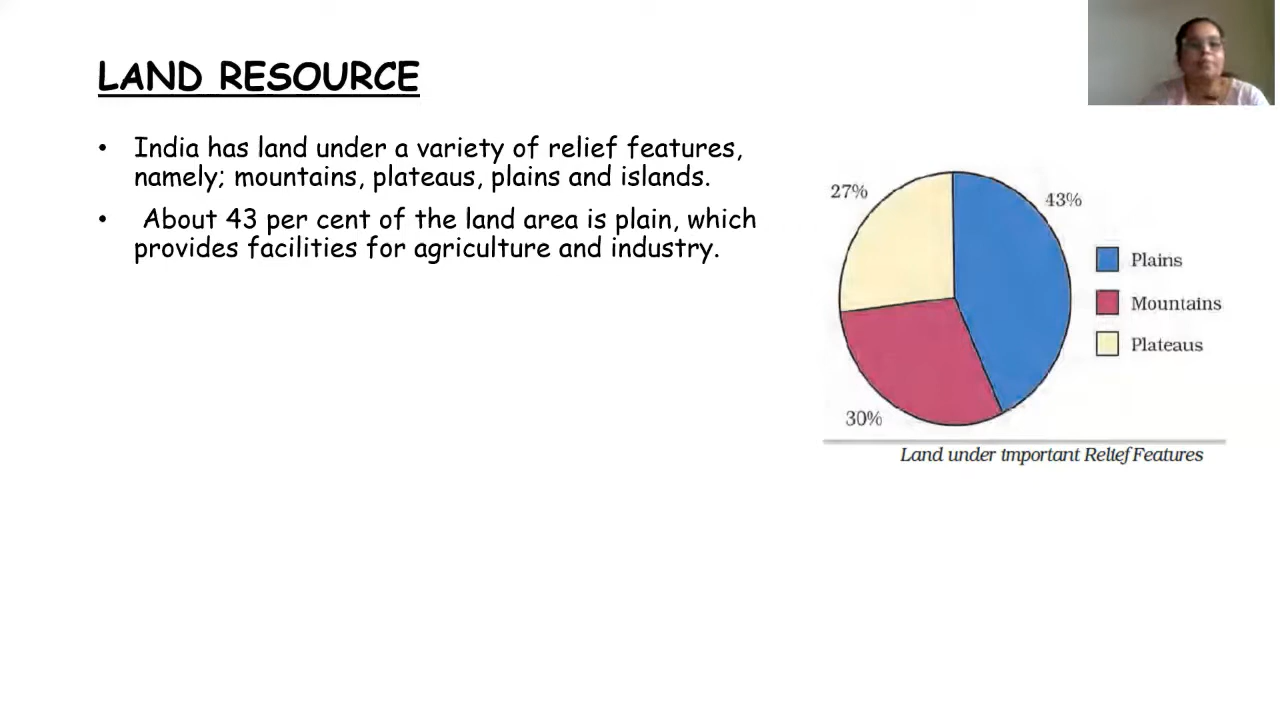 LAND RESOURCE
• India has land under a variety of relief features,
namely; mountains, plateaus, plains and islands.
• About 43 per cent of the land area is plain, which
provides facilities for agriculture and industry.
27%
43%
30%
Plains
Mountains
Plateaus
Land under important Relief Features